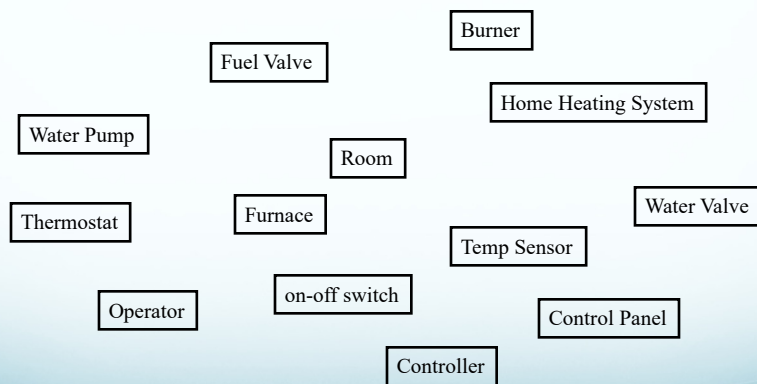 Burner
Fuel Valve
Home Heating System
Water Pump
Room
Water Valve
Thermostat
Furnace
Temp Sensor
on-off switch
Operator
Control Panel
Controller